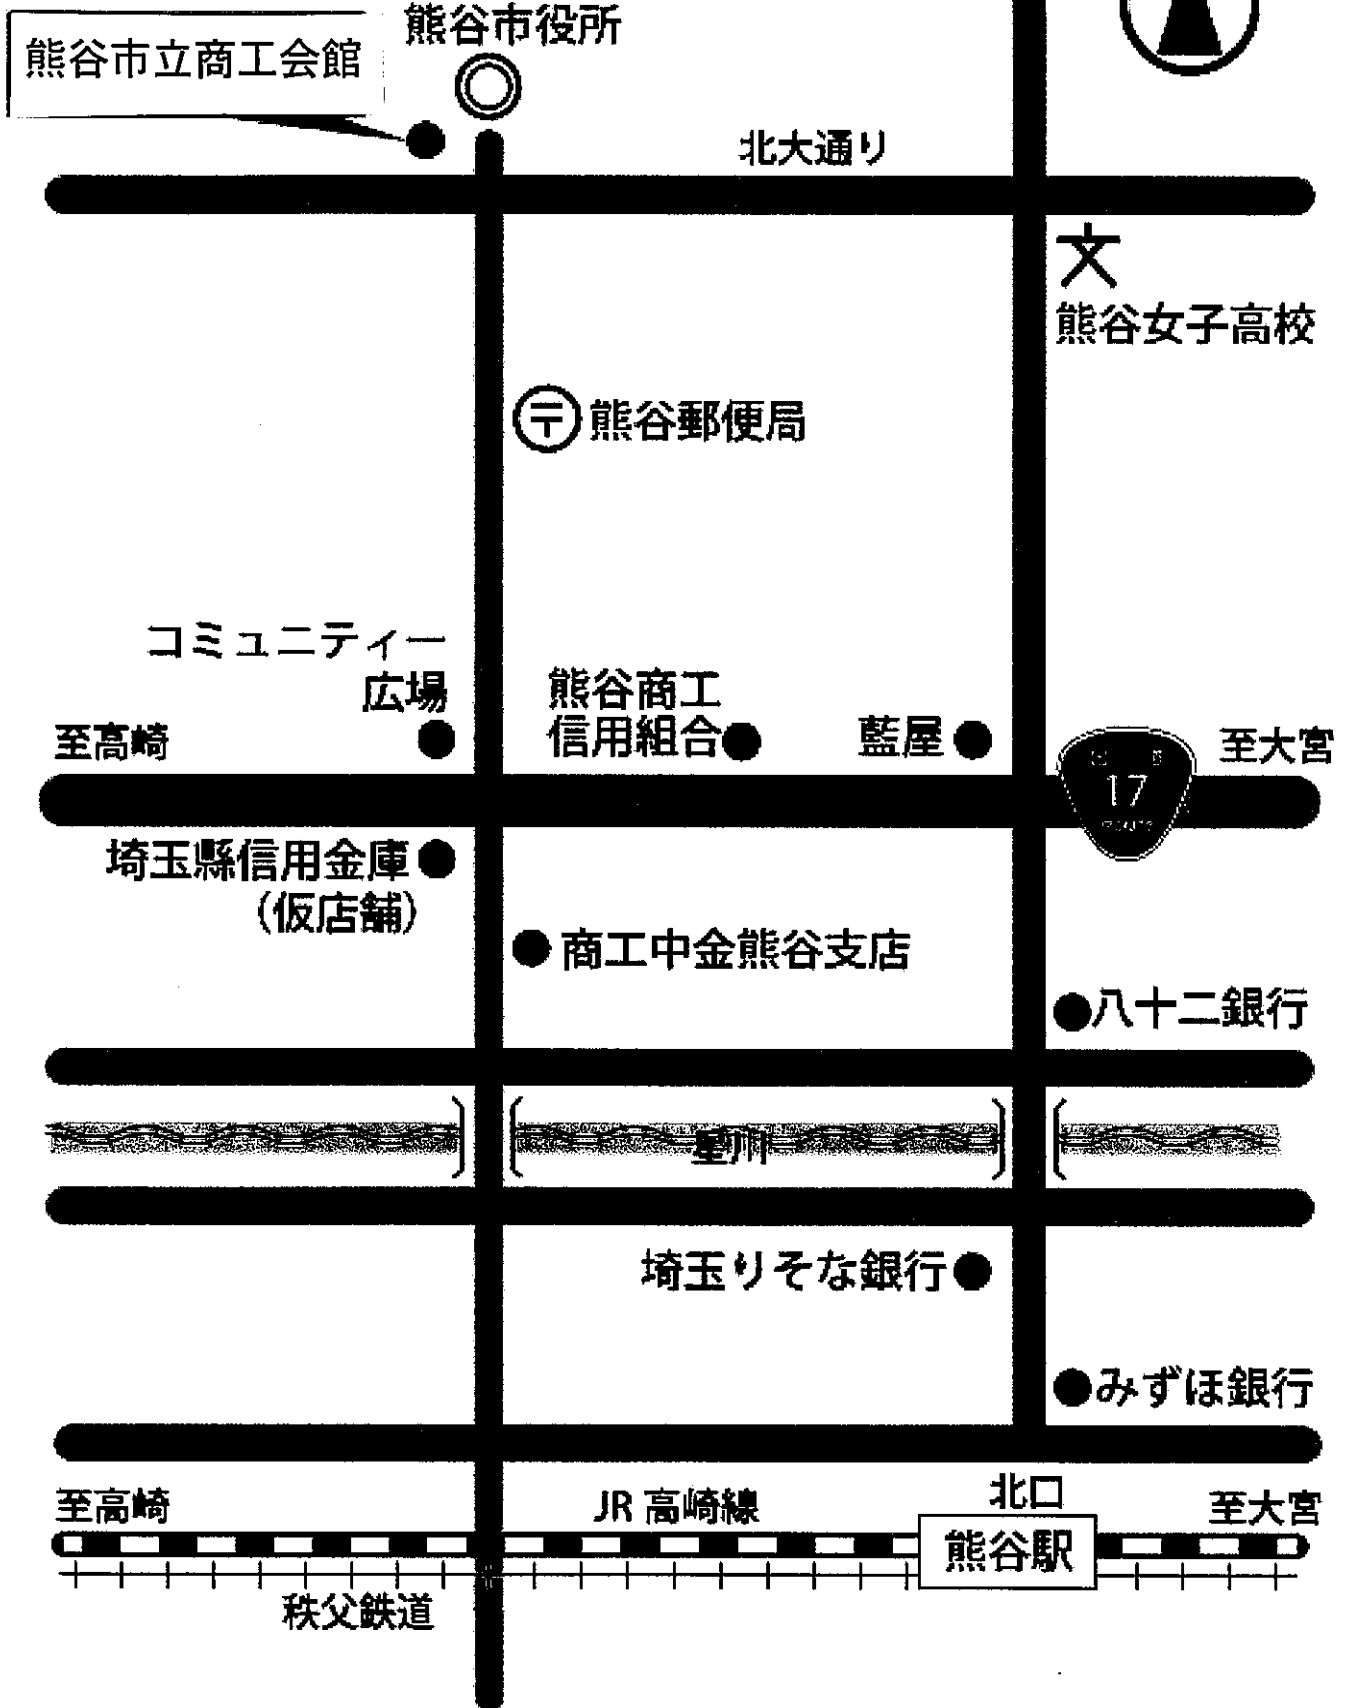 熊谷市役所
熊谷市立商工会館
北大通り
文
熊谷女子高校
〒熊谷郵便局
コミュニティー
広場
熊谷商工
信用組合
藍屋
至高崎
至大宮
17
埼玉縣信用金庫
(仮店舗)
商工中金熊谷支店
八十二銀行
星川
埼玉りそな銀行
みずほ銀行
至高崎
JR 高崎線
北口
至大宮
熊谷駅
秩父鉄道